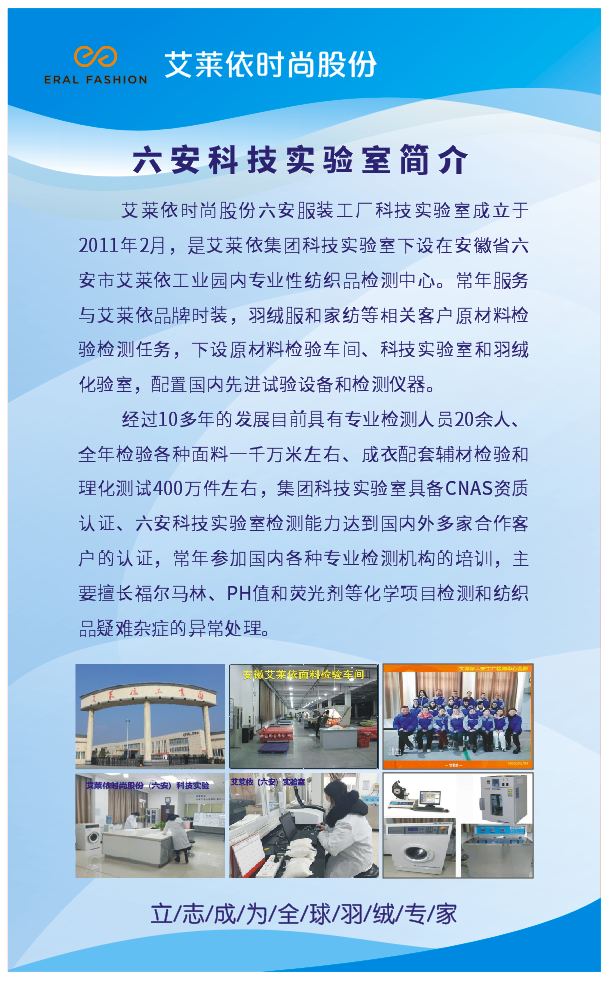 ERAL FASHION
艾莱依时尚股份
六安科技实验室简介
艾莱依时尚股份六安服装工厂科技实验室成立于
2011年2月，是艾莱依集团科技实验室下设在安徽省六
安市艾莱依工业园内专业性纺织品检测中心。常年服务
与艾莱依品牌时装，羽绒服和家纺等相关客户原材料检
验检测任务，下设原材料检验车间、科技实验室和羽绒
化验室，配置国内先进试验设备和检测仪器。
经过10多年的发展目前具有专业检测人员20余人、
全年检验各种面料一千万米左右、成衣配套辅材检验和
理化测试400万件左右，集团科技实验室具备CNAS资质
认证、六安科技实验室检测能力达到国内外多家合作客
户的认证，常年参加国内各种专业检测机构的培训，主
要擅长福尔马林、PH值和荧光剂等化学项目检测和纺织
品疑难杂症的异常处理。
艾莱依工业园
安徽艾莱依面料检验车间
艾莱依时尚股份（六安）科技实验
艾莱依（六安）实验室
立/志/成/为/全/球/羽/绒/专/家